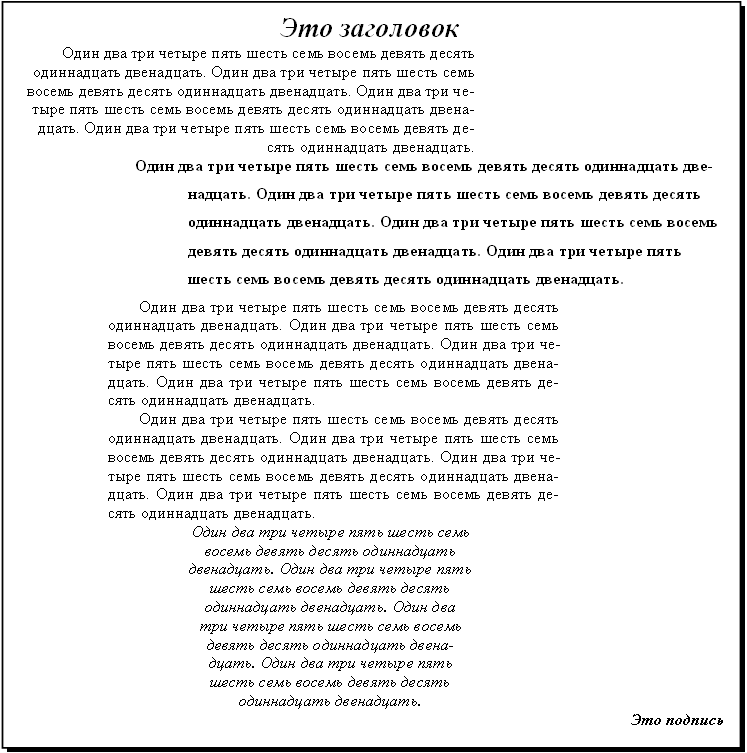 Это заголовок
Один два три четыре пять шесть семь восемь девять десять
одиннадцать двенадцать. Один два три четыре пять шесть семь
восемь девять десять одиннадцать двенадцать. Один два три че-
тыре пять шесть семь восемь девять десять одиннадцать двена-
дцать. Один два три четыре пять шесть семь восемь девять де-
сять одиннадцать двенадцать.
Один два три четыре пять шесть семь восемь девять десять одиннадцать две-
надцать. Один два три четыре пять шесть семь восемь девять десять
одиннадцать двенадцать. Один два три четыре пять шесть семь восемь
девять десять одиннадцать двенадцать. Один два три четыре пять
шесть семь восемь девять десять одиннадцать двенадцать.
Один два три четыре пять шесть семь восемь девять десять
одиннадцать двенадцать. Один два три четыре пять шесть семь
восемь девять десять одиннадцать двенадцать. Один два три че-
тыре пять шесть семь восемь девять десять одиннадцать двена-
дцать. Один два три четыре пять шесть семь восемь девять де-
сять одиннадцать двенадцать.
Один два три четыре пять шесть семь восемь девять десять
одиннадцать двенадцать. Один два три четыре пять шесть семь
восемь девять десять одиннадцать двенадцать. Один два три че-
тыре пять шесть семь восемь девять десять одиннадцать двена-
дцать. Один два три четыре пять шесть семь восемь девять де-
сять одиннадцать двенадцать.
Один два три четыре пять шесть семь
восемь девять десять одиннадцать
двенадцать. Один два три четыре пять
шесть семь восемь девять десять
одиннадцать двенадцать. Один два
три четыре пять шесть семь восемь
девять десять одиннадцать двена-
дцать. Один два три четыре пять
шесть семь восемь девять десять
одиннадцать двенадцать.
Это подпись